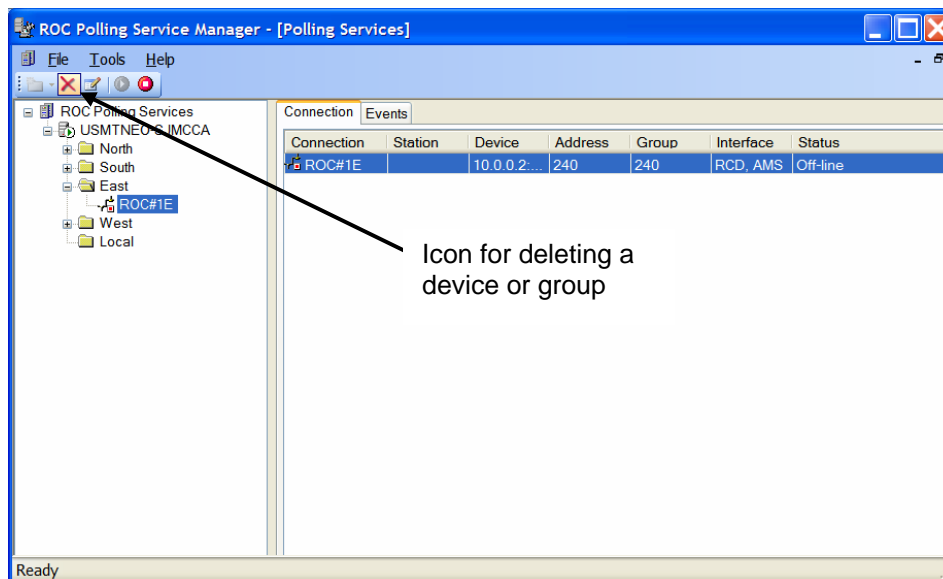 ROC Polling Service Manager - [Polling Services]
File Tools Help
ROC Polling Services
North
South
East
ROC#1E
West
Local
Connection Events
Connection Station Device Address Group Interface Status
ROC#1E 10.0.0.2:... 240 240 RCD, AMS Off-line
Icon for deleting a
device or group
Ready